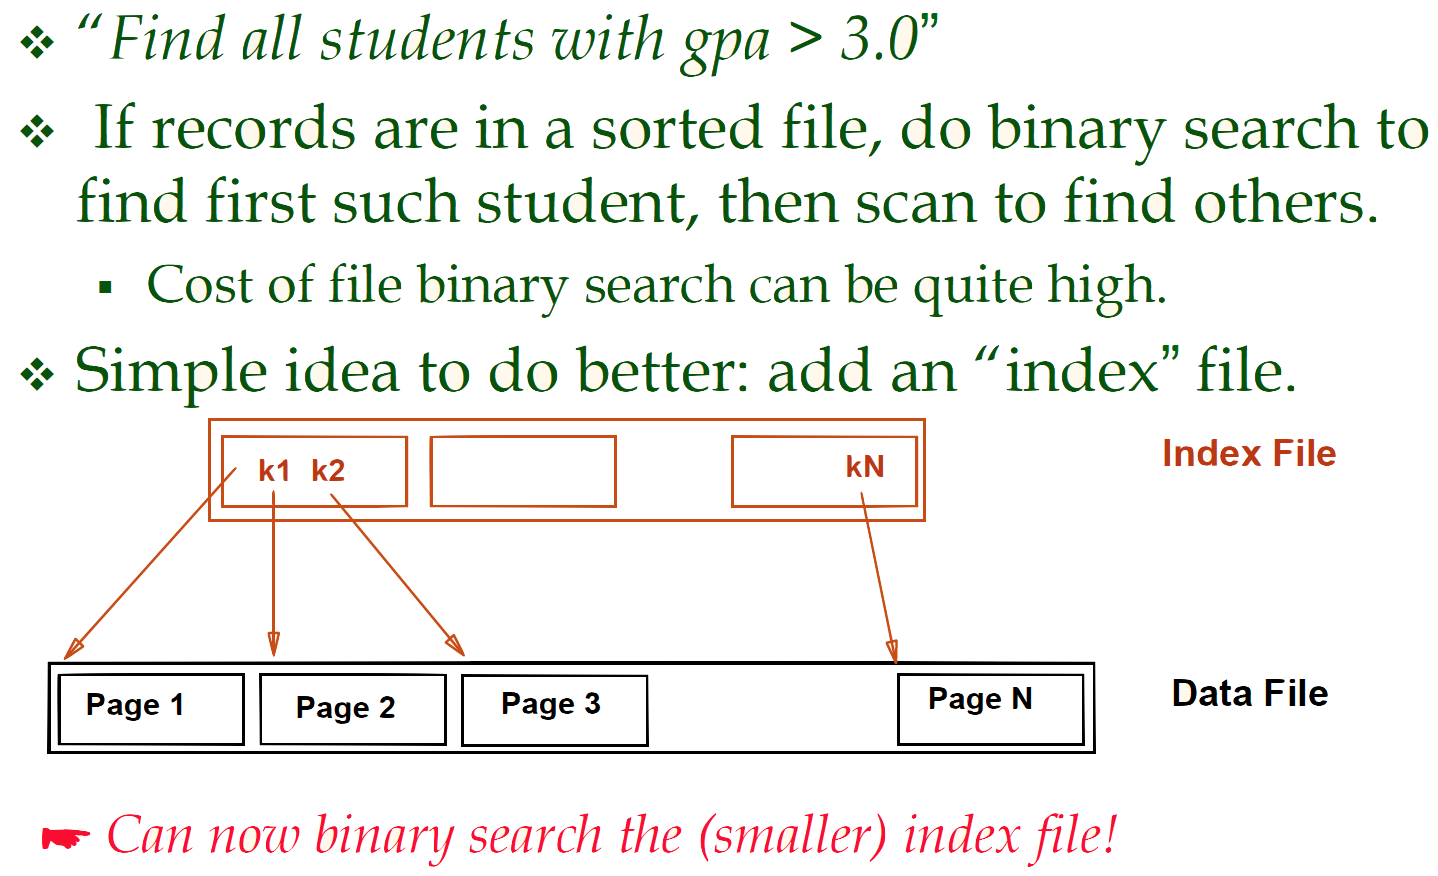 ❖ “Find all students with gpa > 3.0”
❖ If records are in a sorted file, do binary search to
find first such student, then scan to find others.
▪ Cost of file binary search can be quite high.
❖ Simple idea to do better: add an “index” file.
k1 k2 kN Index File
Page 1 Page 2 Page 3 Page N Data File
☛ Can now binary search the (smaller) index file!